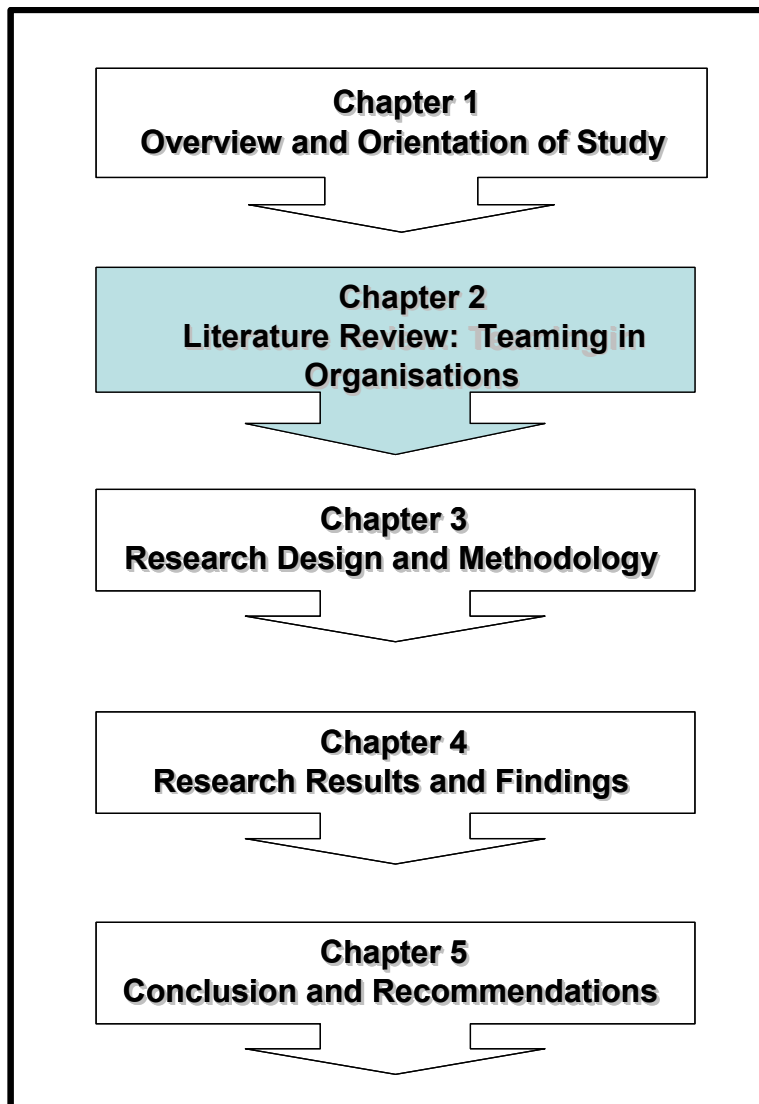 Chapter 1
Overview and Orientation of Study
Chapter 2
Literature Review: Teaming in
Organisations
Chapter 3
Research Design and Methodology
Chapter 4
Research Results and Findings
Chapter 5
Conclusion and Recommendations